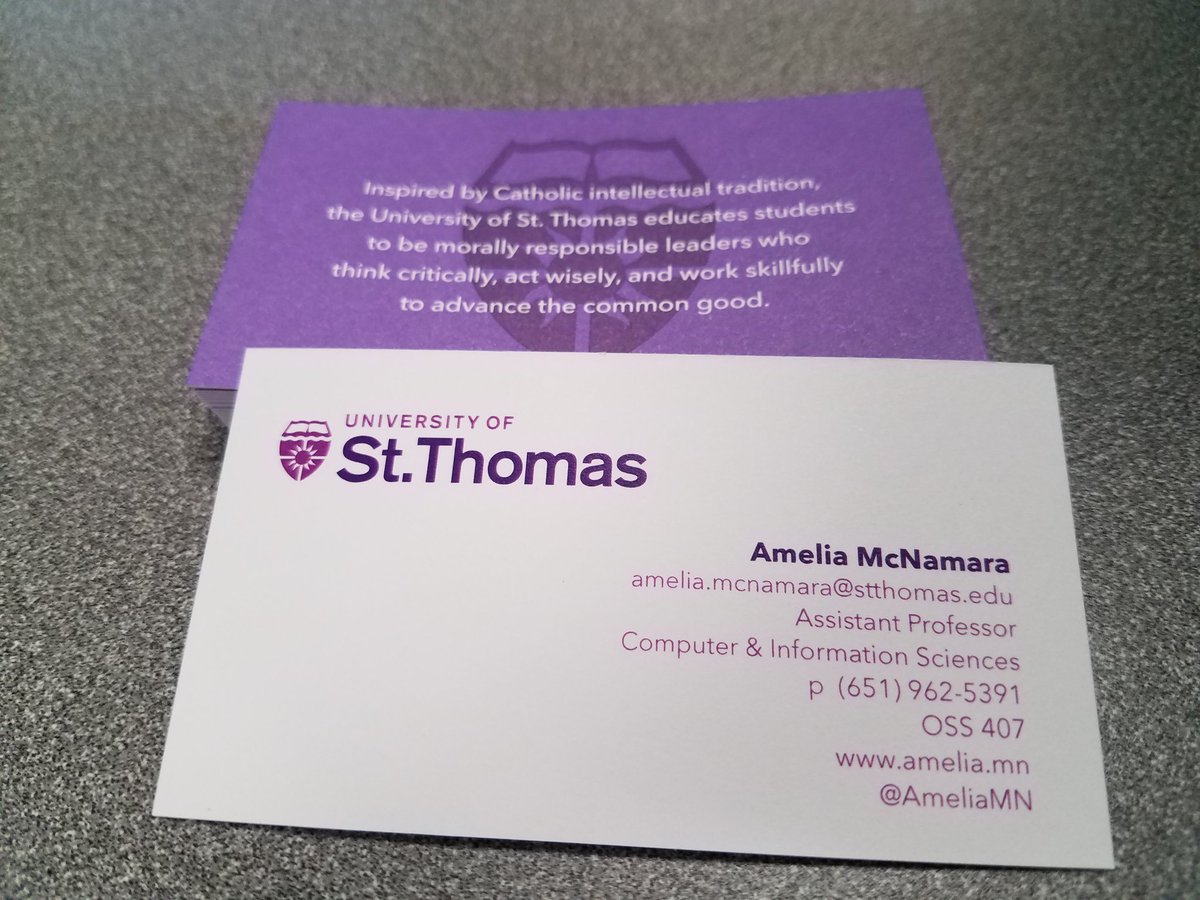 Inspired by Catholic intellectual tradition,
the University of St. Thomas educates students
to be morally responsible leaders who
think critically, act wisely, and work skillfully
to advance the common good.
UNIVERSITY OF
St. Thomas
Amelia McNamara
amelia.mcnamara@stthomas.edu
Assistant Professor
Computer & Information Sciences
p (651) 962-5391
OSS 407
www.amelia.mn
@AmeliaMN